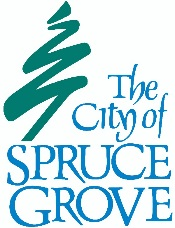 The
City of
SPRUCE
GROVE